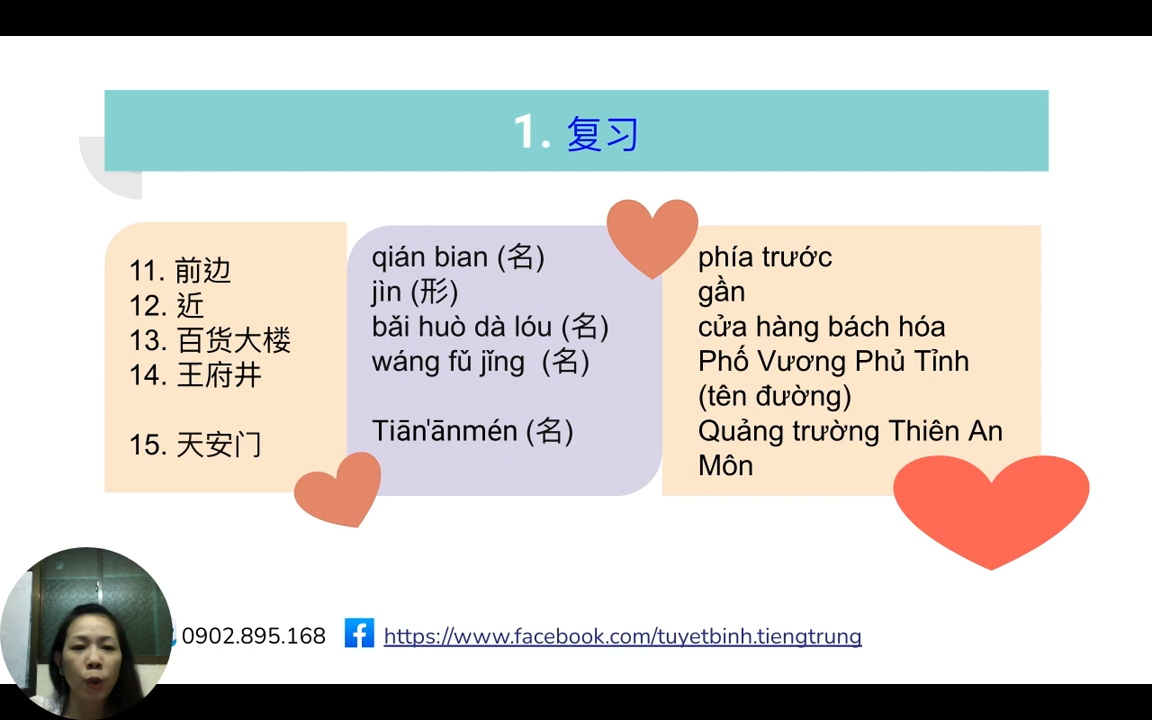 1. 复习
11. 前边
12. 近
13. 百货大楼
14. 王府井
15. 天安门
qián bian (名)
jìn (形)
bǎi huò dà lóu (名)
wáng fǔ jǐng (名)
Tiān'ānmén (名)
phía trước
gần
cửa hàng bách hóa
Phố Vương Phủ Tỉnh
(tên đường)
Quảng trường Thiên An
Môn
0902.895.168
https://www.facebook.com/tuyetbinh.tiengtrung